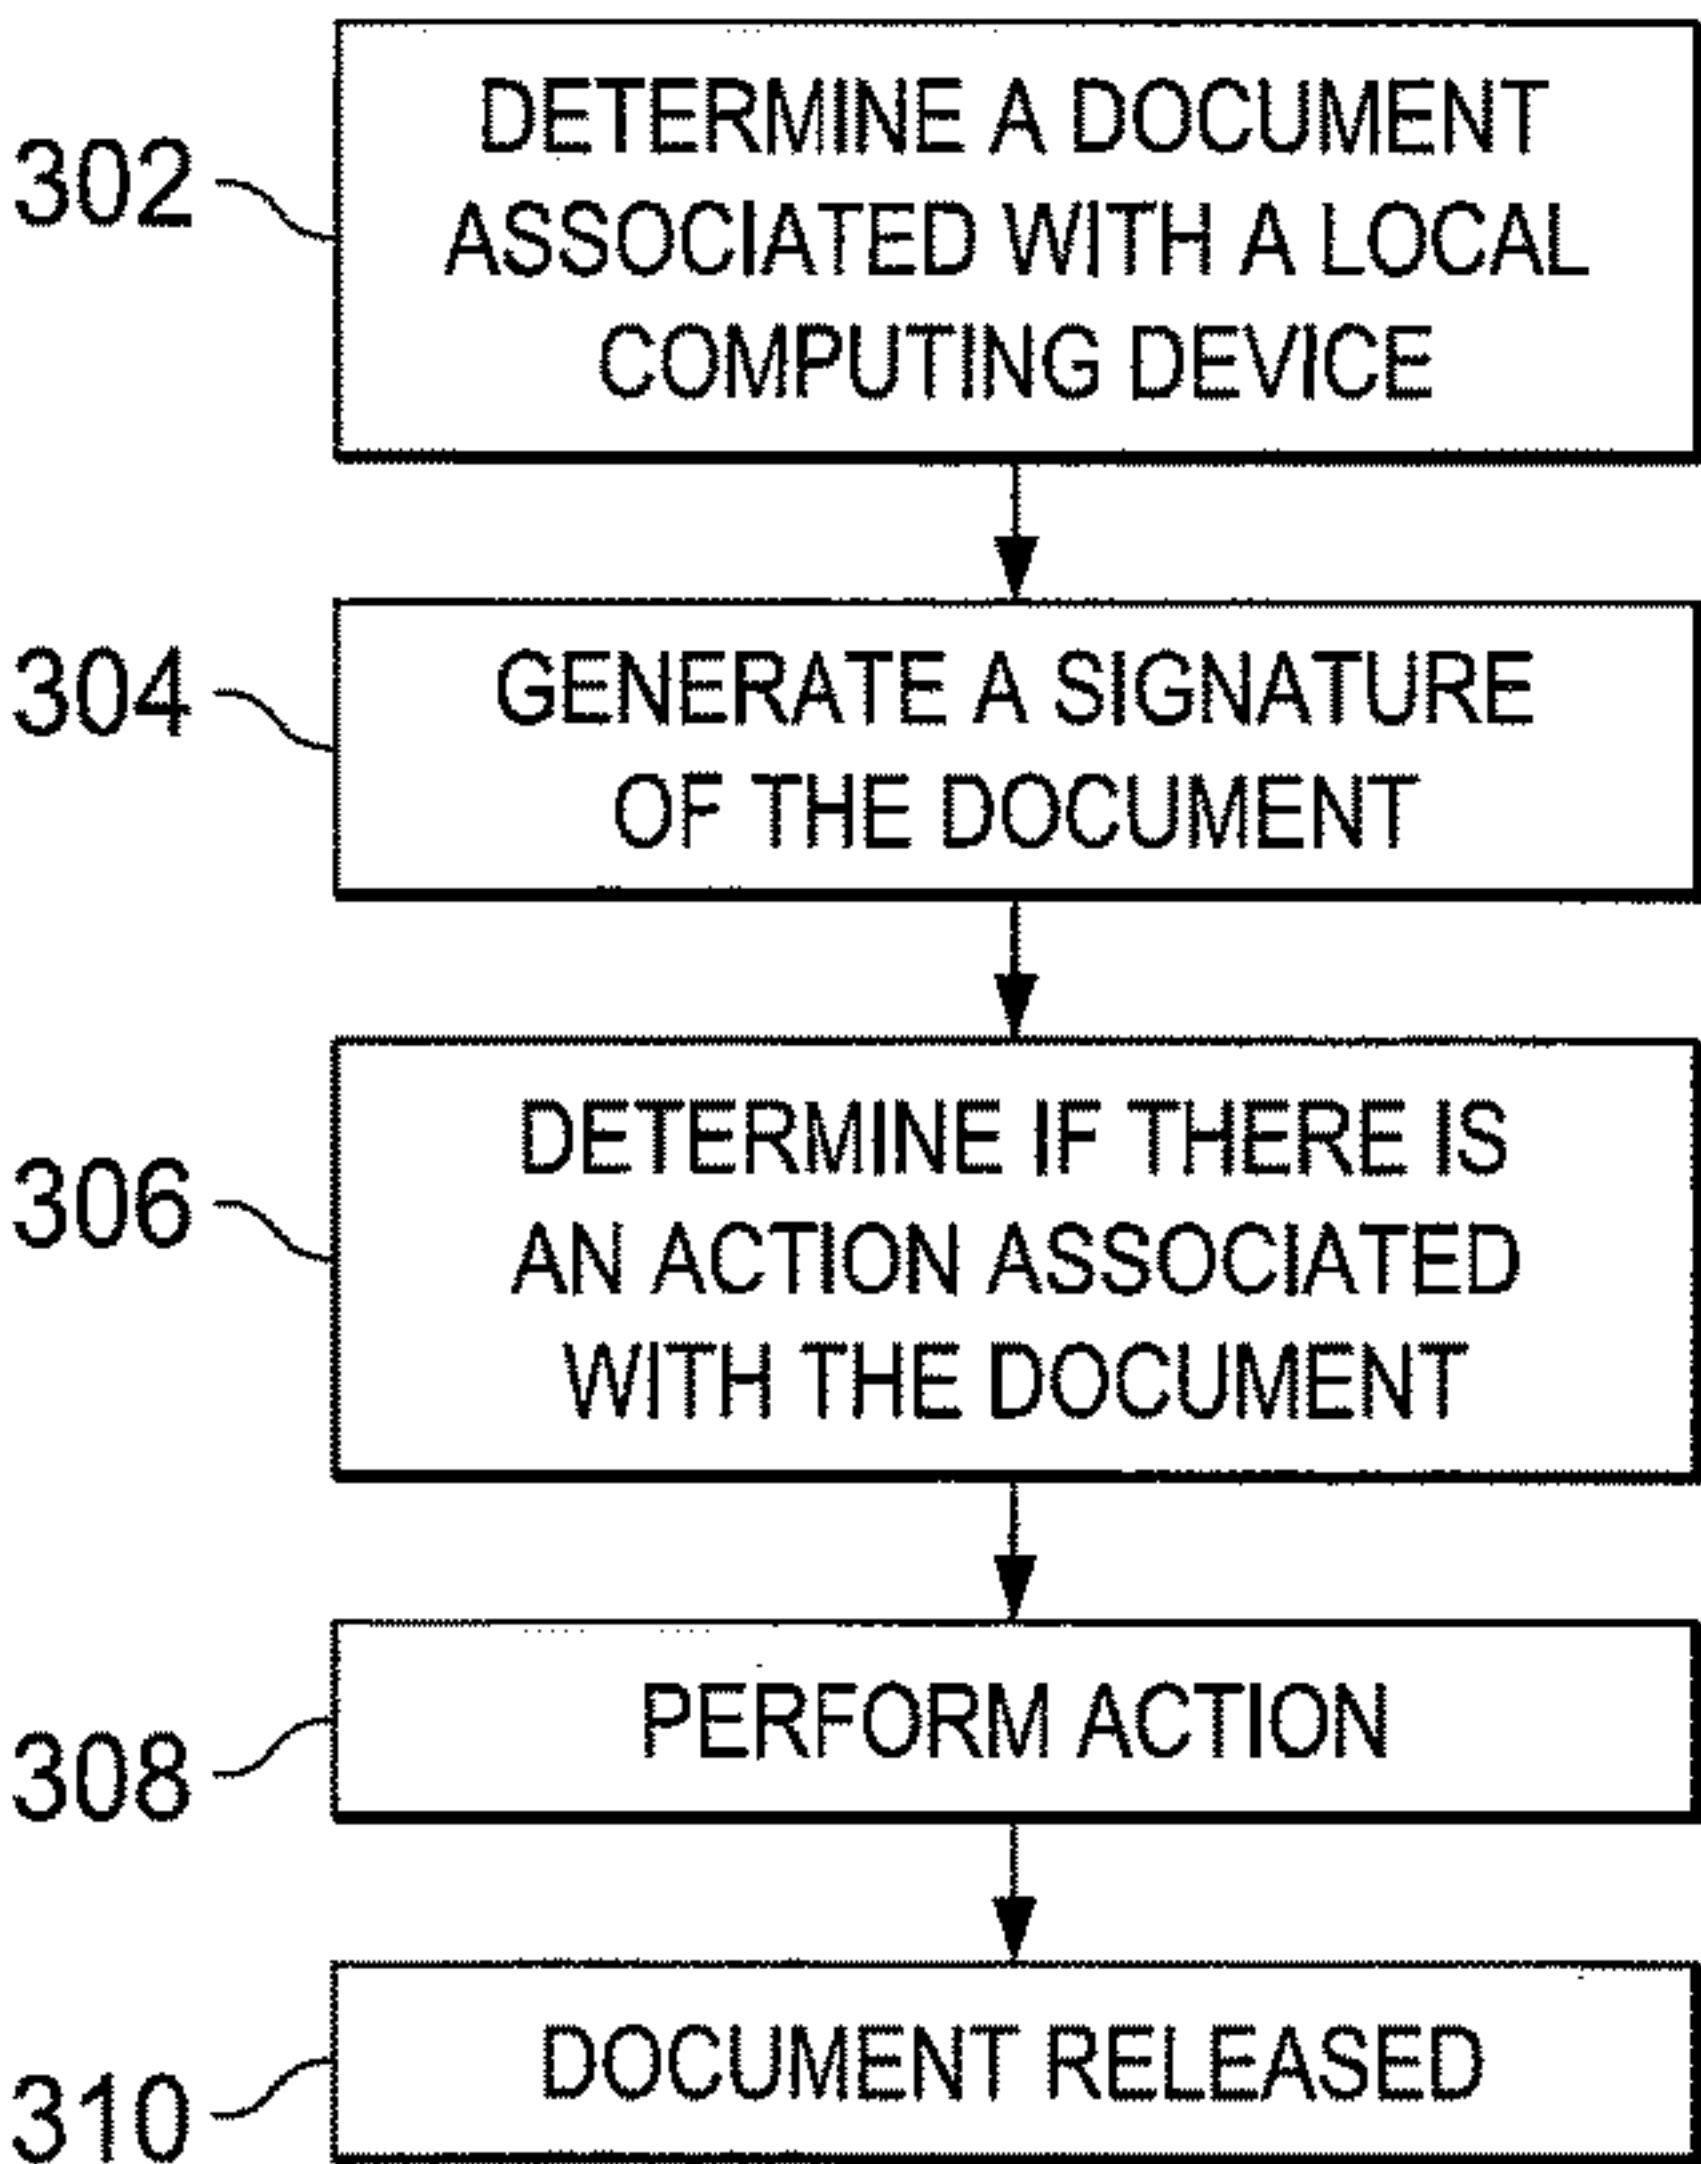 302
DETERMINE A DOCUMENT
ASSOCIATED WITH A LOCAL
COMPUTING DEVICE
304
GENERATE A SIGNATURE
OF THE DOCUMENT
306
DETERMINE IF THERE IS
AN ACTION ASSOCIATED
WITH THE DOCUMENT
308
PERFORM ACTION
310
DOCUMENT RELEASED